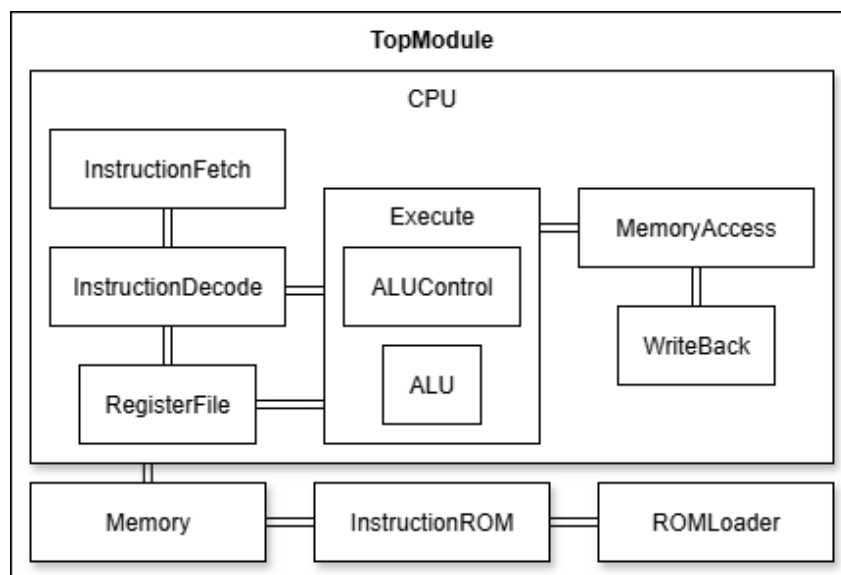 TopModule
CPU
InstructionFetch
InstructionDecode
RegisterFile
Execute
ALUControl
ALU
MemoryAccess
WriteBack
Memory
InstructionROM
ROMLoader